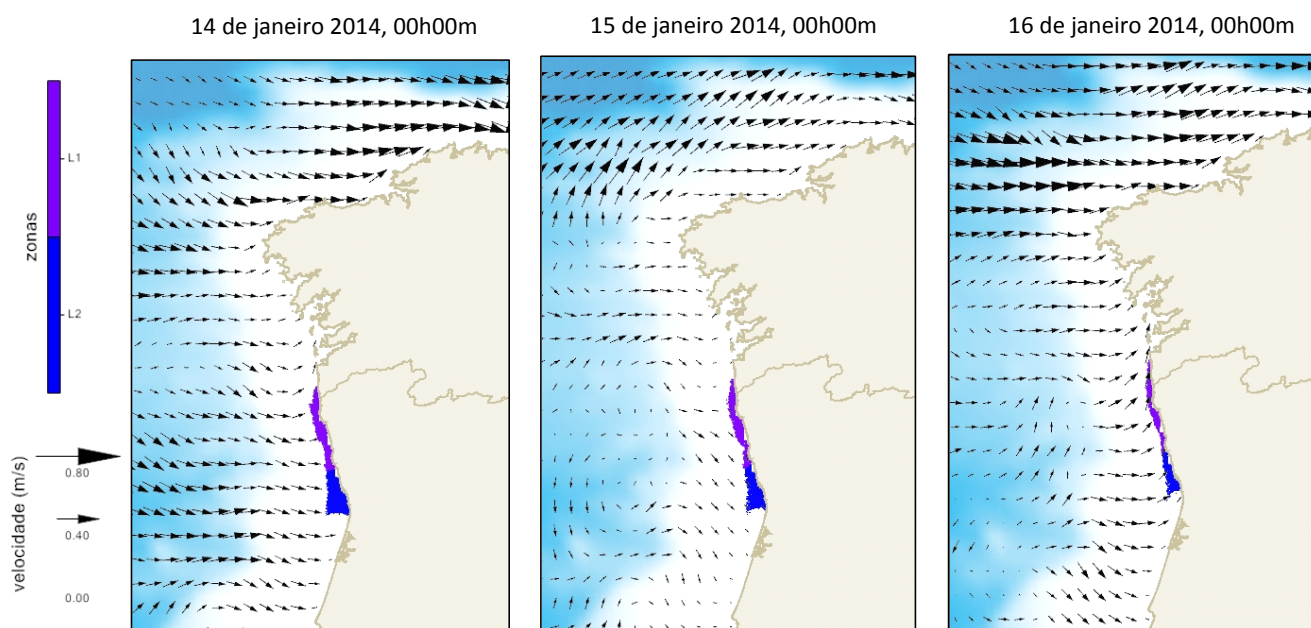 14 de janeiro 2014, 00h00m
15 de janeiro 2014, 00h00m
16 de janeiro 2014, 00h00m
zonas
L1
L2
velocidade (m/s)
0.80
0.40
0.00